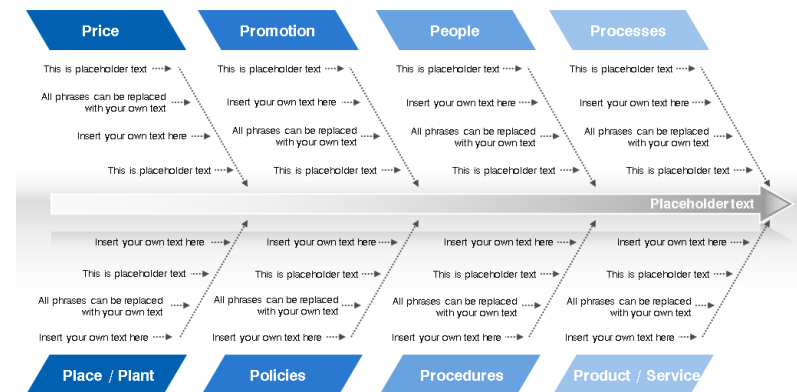 Price
Promotion
People
Processes
This is placeholder text
All phrases can be replaced
with your own text
Insert your own text here
This is placeholder text
This is placeholder text
Insert your own text here
All phrases can be replaced
with your own text
This is placeholder text
This is placeholder text
Insert your own text here
All phrases can be replaced
with your own text
This is placeholder text
This is placeholder text
Insert your own text here
All phrases can be replaced
with your own text
This is placeholder text
Placeholder text
Insert your own text here
This is placeholder text
All phrases can be replaced
with your own text
Insert your own text here
Insert your own text here
This is placeholder text
All phrases can be replaced
with your own text
Insert your own text here
Insert your own text here
This is placeholder text
All phrases can be replaced
with your own text
Insert your own text here
Insert your own text here
This is placeholder text
All phrases can be replaced
with your own text
Insert your own text here
Place / Plant
Policies
Procedures
Product / Service